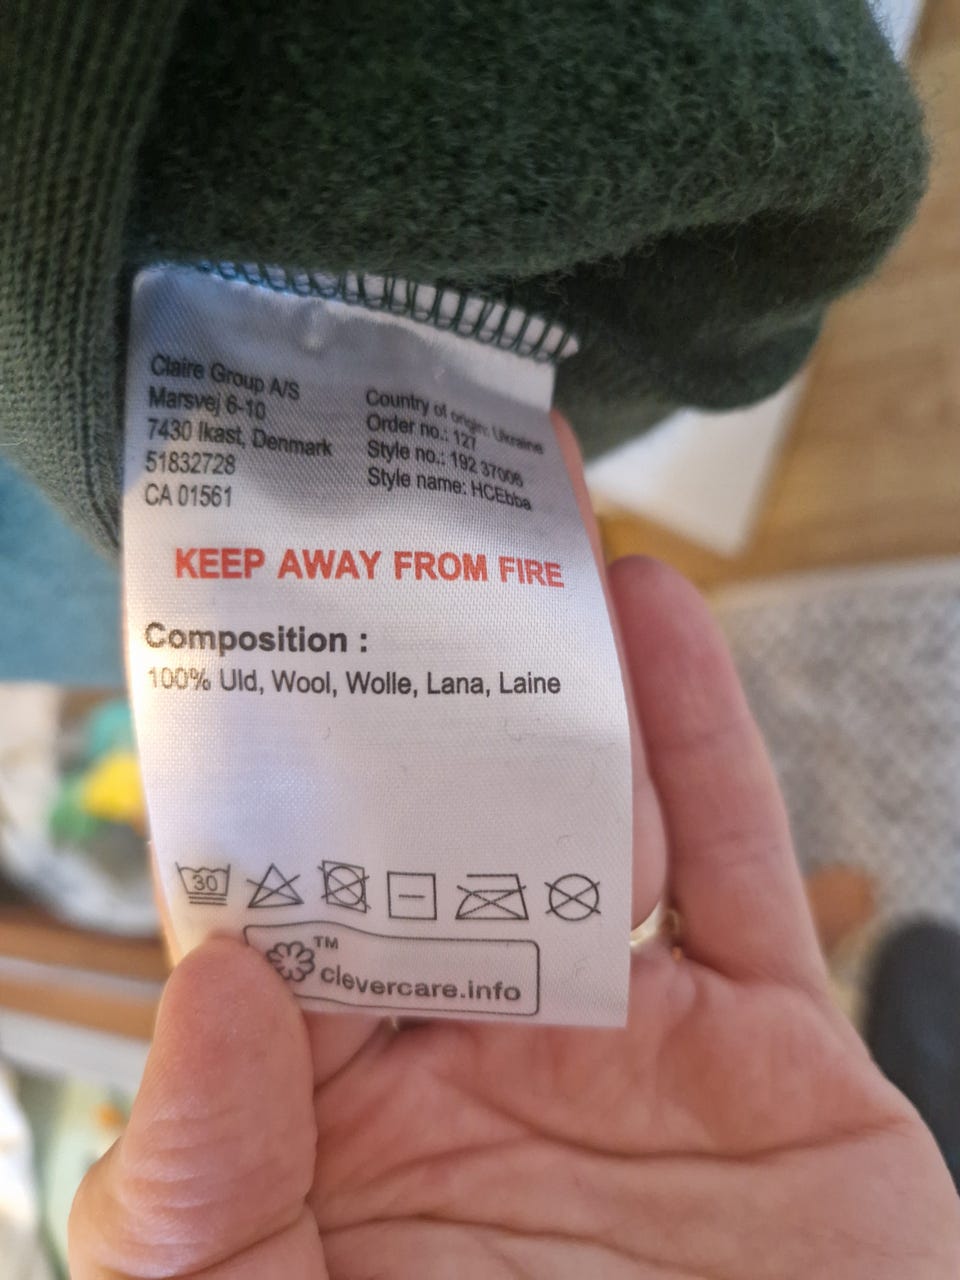 Claire Group A/S
Marsvej 6-10
7430 Ikast, Denmark
51832728
CA 01561
Country of origin: Ukraine
Order no.: 127
Style no.: 192 37006
Style name: HCEbba
KEEP AWAY FROM FIRE
Composition :
100% Uld, Wool, Wolle, Lana, Laine
30
TM
clevercare.info